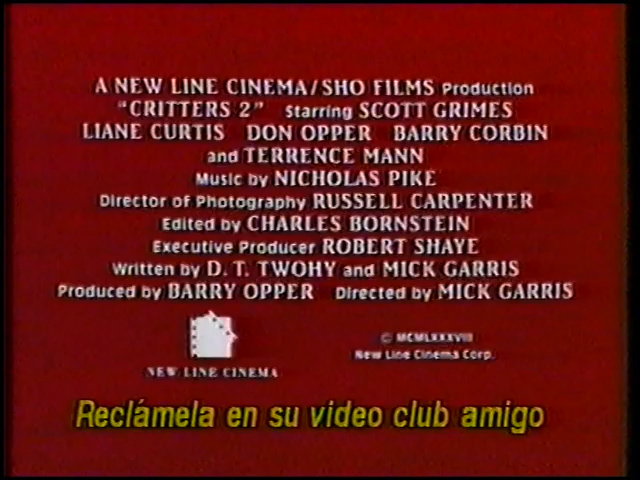 A NEW LINE CINEMA/SHO FILMS Production
"CRITTERS 2" Starring SCOTT GRIMES
LIANE CURTIS DON OPPER BARRY CORBIN
and TERRENCE MANN
Music by NICHOLAS PIKE
Director of Photography RUSSELL CARPENTER
Edited by CHARLES BORNSTEIN
Executive Producer ROBERT SHAYE
Written by D. T. TWOHY and MICK GARRIS
Produced by BARRY OPPER Directed by MICK GARRIS
NEW LINE CINEMA
© MCMLXXXVIII
New Line Cinema Corp.
Reclámela en su video club amigo